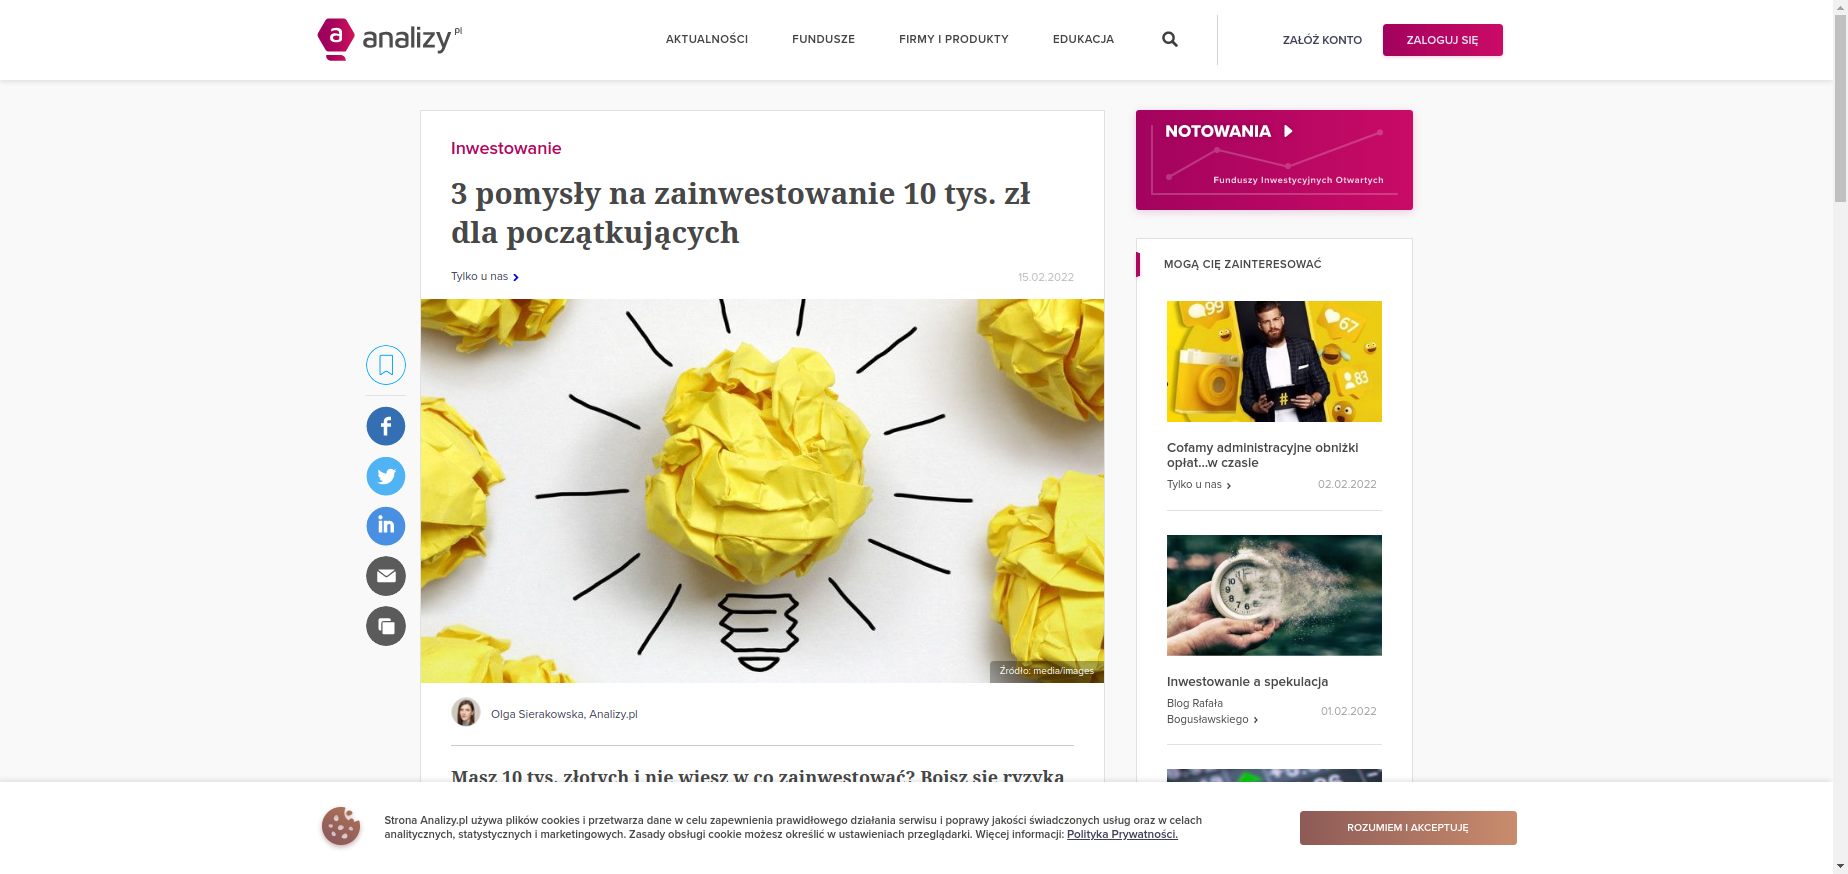 a analizy pl
AKTUALNOŚCI
FUNDUSZE
FIRMY I PRODUKTY
EDUKACJA
ZAŁÓŻ KONTO
ZALOGUJ SIĘ
Inwestowanie
3 pomysły na zainwestowanie 10 tys. zł
dla początkujących
Tylko u nas
15.02.2022
Źródło: media/images
Olga Sierakowska, Analizy.pl
Masz 10 tys. złotych i nie wiesz w co zainwestować? Boisz się ryzyka
NOTOWANIA
Funduszy Inwestycyjnych Otwartych
MOGĄ CIĘ ZAINTERESOWAĆ
99
67
83
#
Cofamy administracyjne obniżki
opłat...w czasie
Tylko u nas
02.02.2022
Inwestowanie a spekulacja
Blog Rafała
Bogusławskiego
01.02.2022
Strona Analizy.pl używa plików cookies i przetwarza dane w celu zapewnienia prawidłowego działania serwisu i poprawy jakości świadczonych usług oraz w celach
analitycznych, statystycznych i marketingowych. Zasady obsługi cookie możesz określić w ustawieniach przeglądarki. Więcej informacji: Polityka Prywatności.
ROZUMIEM I AKCEPTUJĘ